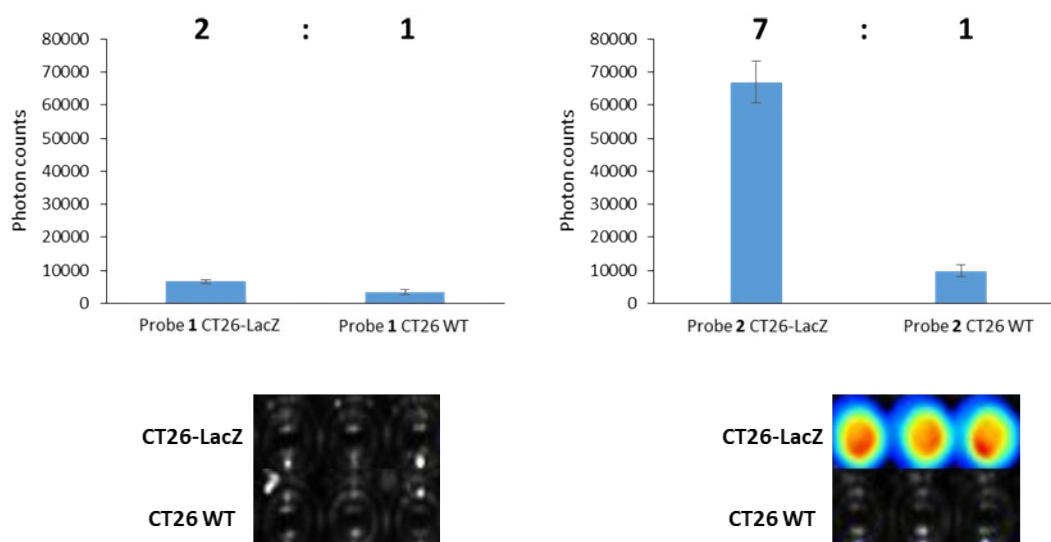 2 : 1
80000
70000
60000
50000
40000
30000
20000
10000
0
Photon counts
Probe 1 CT26-LacZ
Probe 1 CT26 WT
7 : 1
80000
70000
60000
50000
40000
30000
20000
10000
0
Photon counts
Probe 2 CT26-LacZ
Probe 2 CT26 WT
CT26-LacZ
CT26 WT
CT26-LacZ
CT26 WT